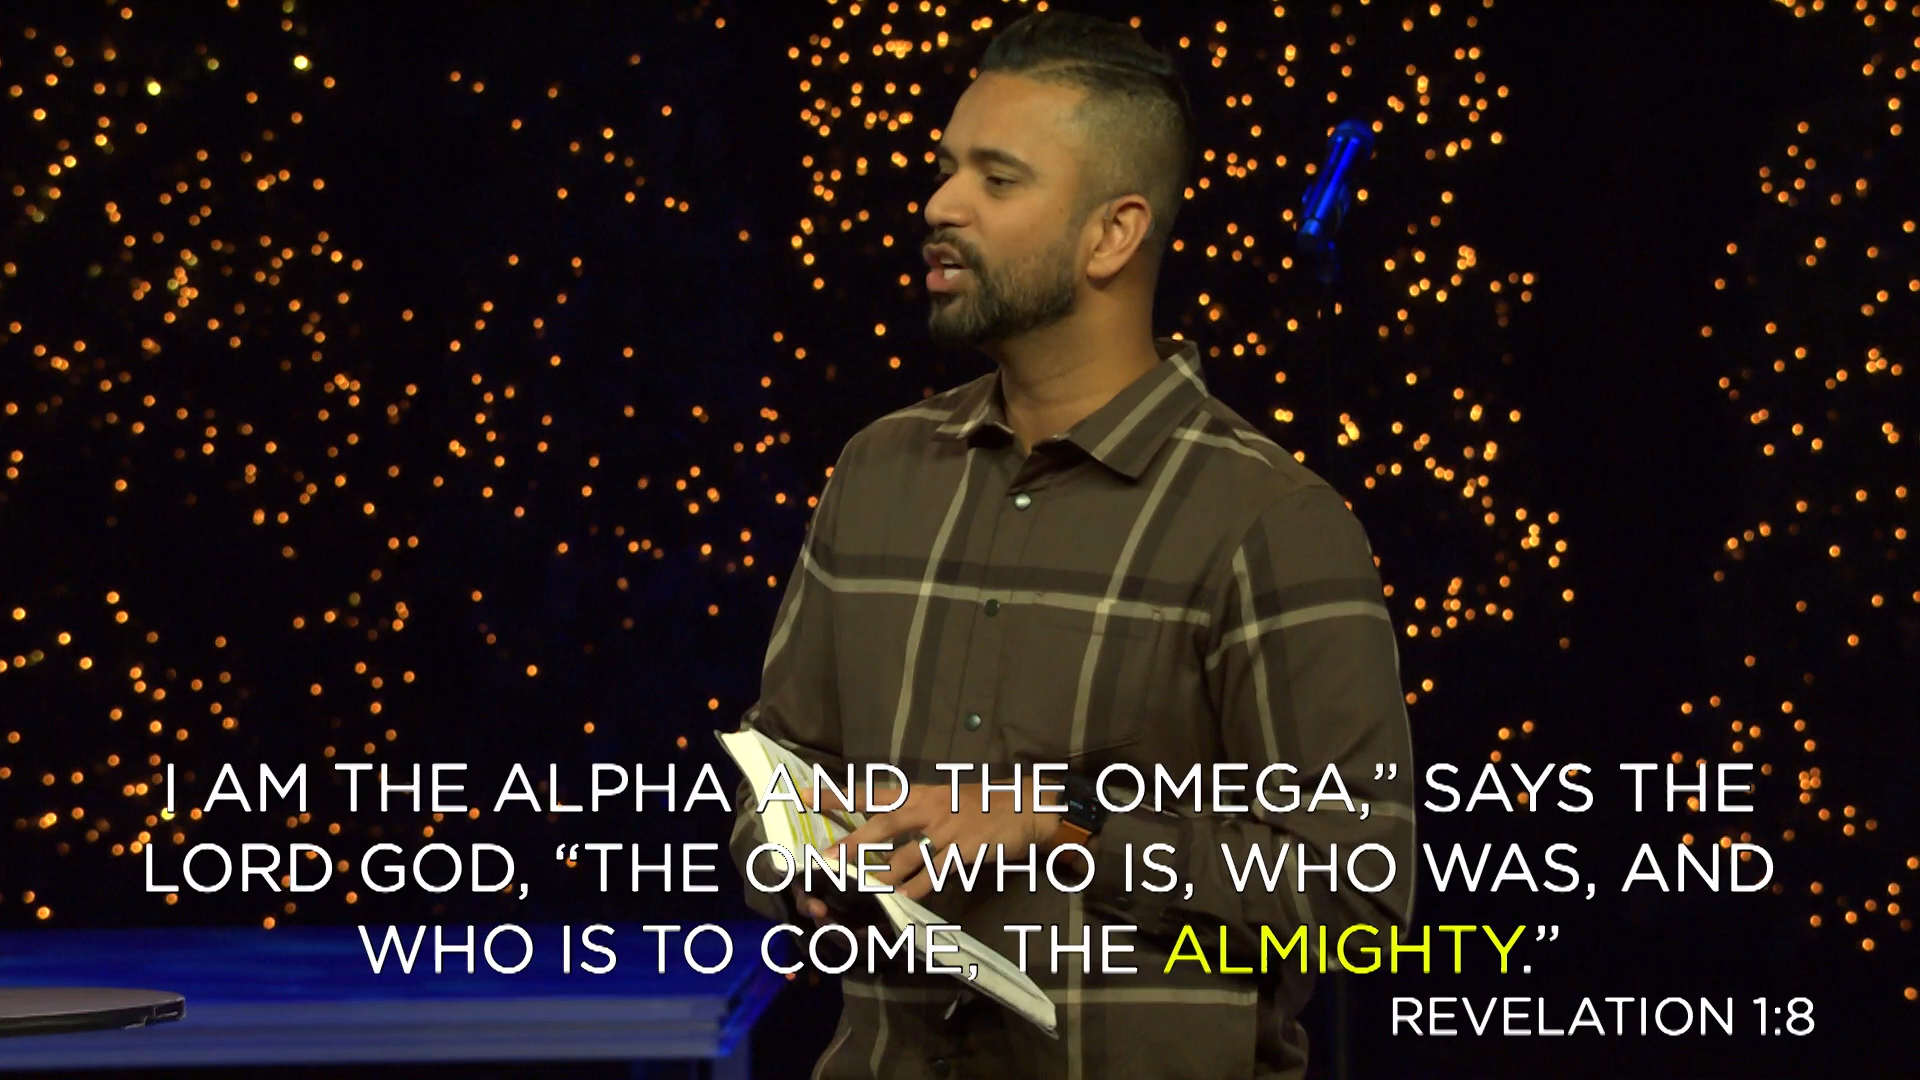 I AM THE ALPHA AND THE OMEGA,” SAYS THE
LORD GOD, “THE ONE WHO IS, WHO WAS, AND
WHO IS TO COME, THE ALMIGHTY.”
REVELATION 1:8